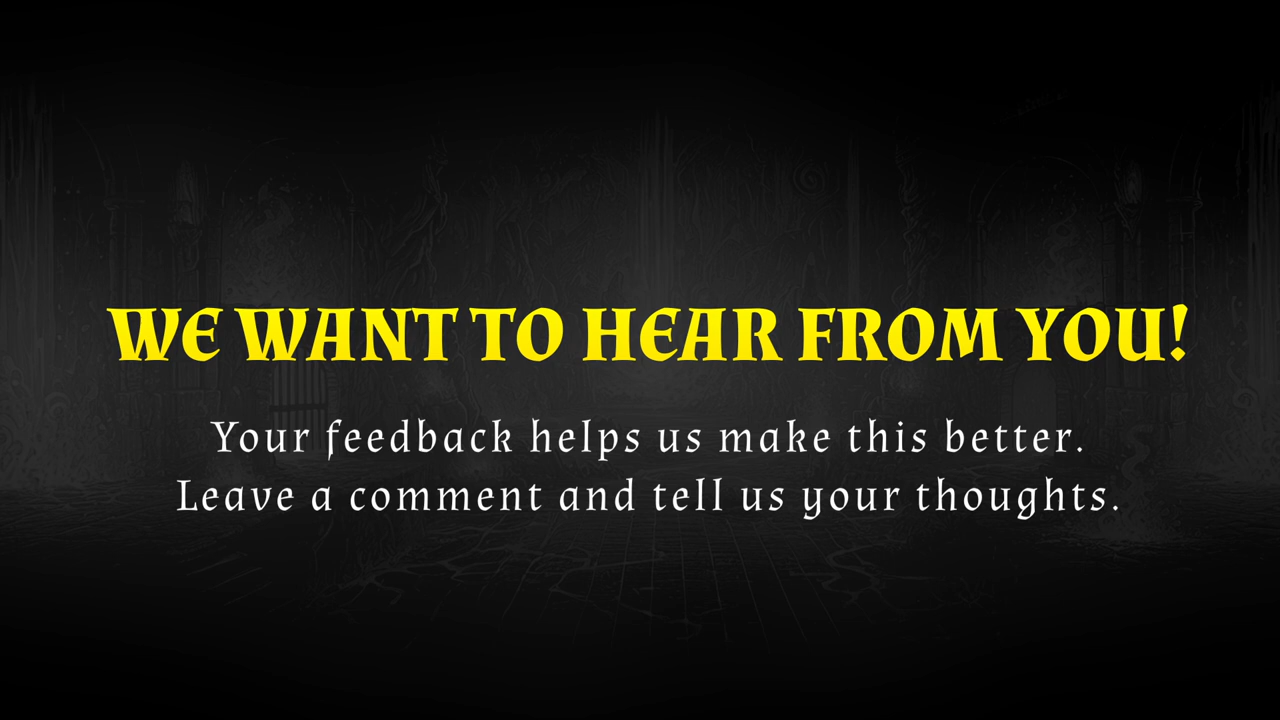 WE WANT TO HEAR FROM YOU!
Your feedback helps us make this better.
Leave a comment and tell us your thoughts.